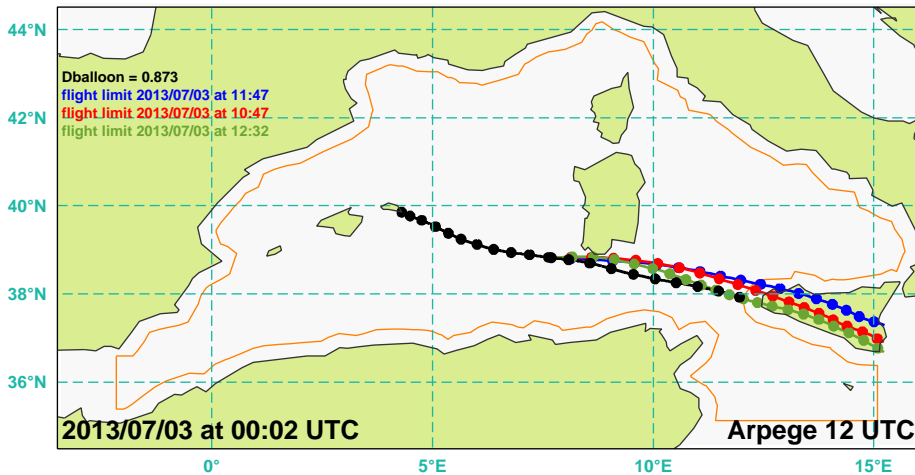 44°N
Dballoon = 0.873
flight limit 2013/07/03 at 11:47
flight limit 2013/07/03 at 10:47
flight limit 2013/07/03 at 12:32
42°N
40°N
38°N
36°N
2013/07/03 at 00:02 UTC
Arpege 12 UTC
0°
5°E
10°E
15°E